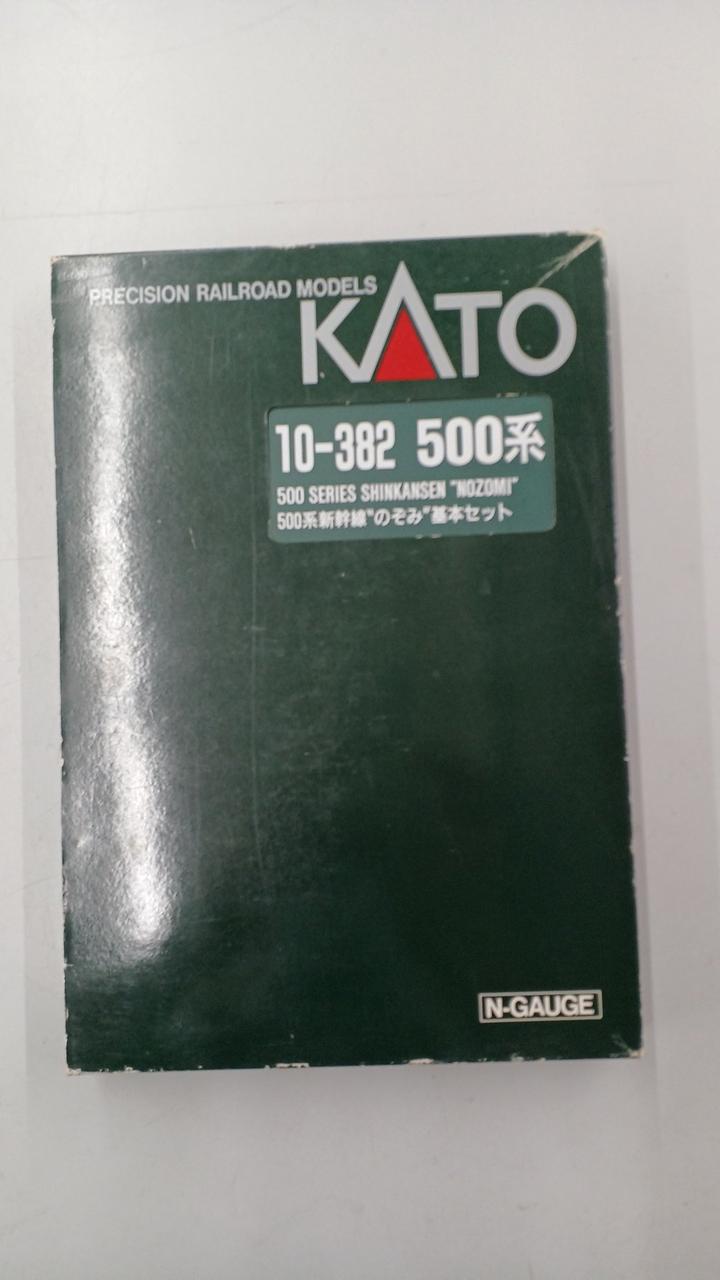 PRECISION RAILROAD MODELS
KATO
10-382 500系
500 SERIES SHINKANSEN "NOZOMI"
500系新幹線"のぞみ"基本セット
N-GAUGE